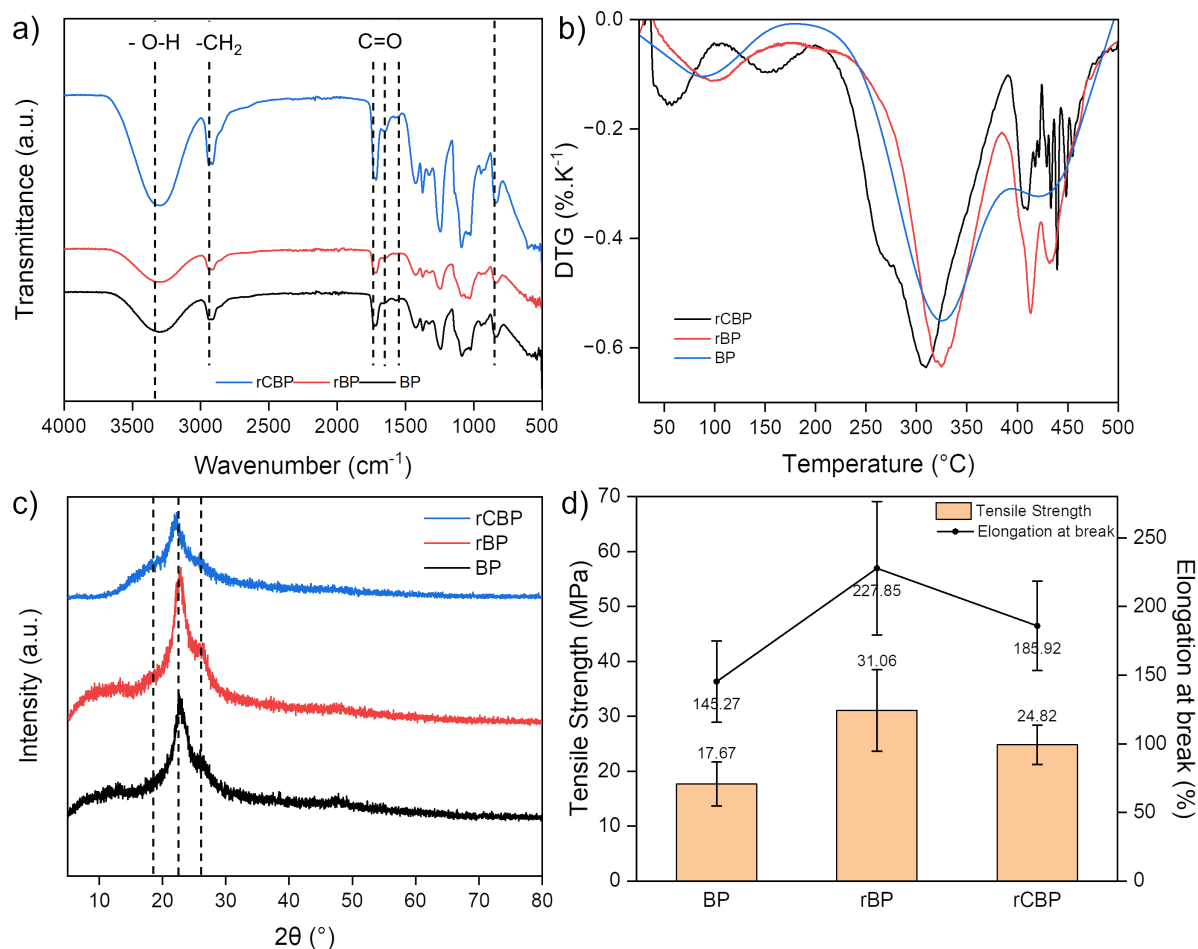 a)
- O-H
-CH₂
C=O
Transmittance (a.u.)
rCBP
rBP
BP
4000
3500
3000
2500
2000
1500
1000
500
Wavenumber (cm⁻¹)
b)
0.0
−0.2
−0.4
−0.6
DTG (%.K⁻¹)
rCBP
rBP
BP
50
100
150
200
250
300
350
400
450
500
Temperature (°C)
c)
Intensity (a.u.)
rCBP
rBP
BP
10
20
30
40
50
60
70
80
2θ (°)
d)
70
60
50
40
30
20
10
0
Tensile Strength (MPa)
Tensile Strength
Elongation at break
227.85
185.92
145.27
31.06
24.82
17.67
250
200
150
100
50
0
Elongation at break (%)
BP
rBP
rCBP